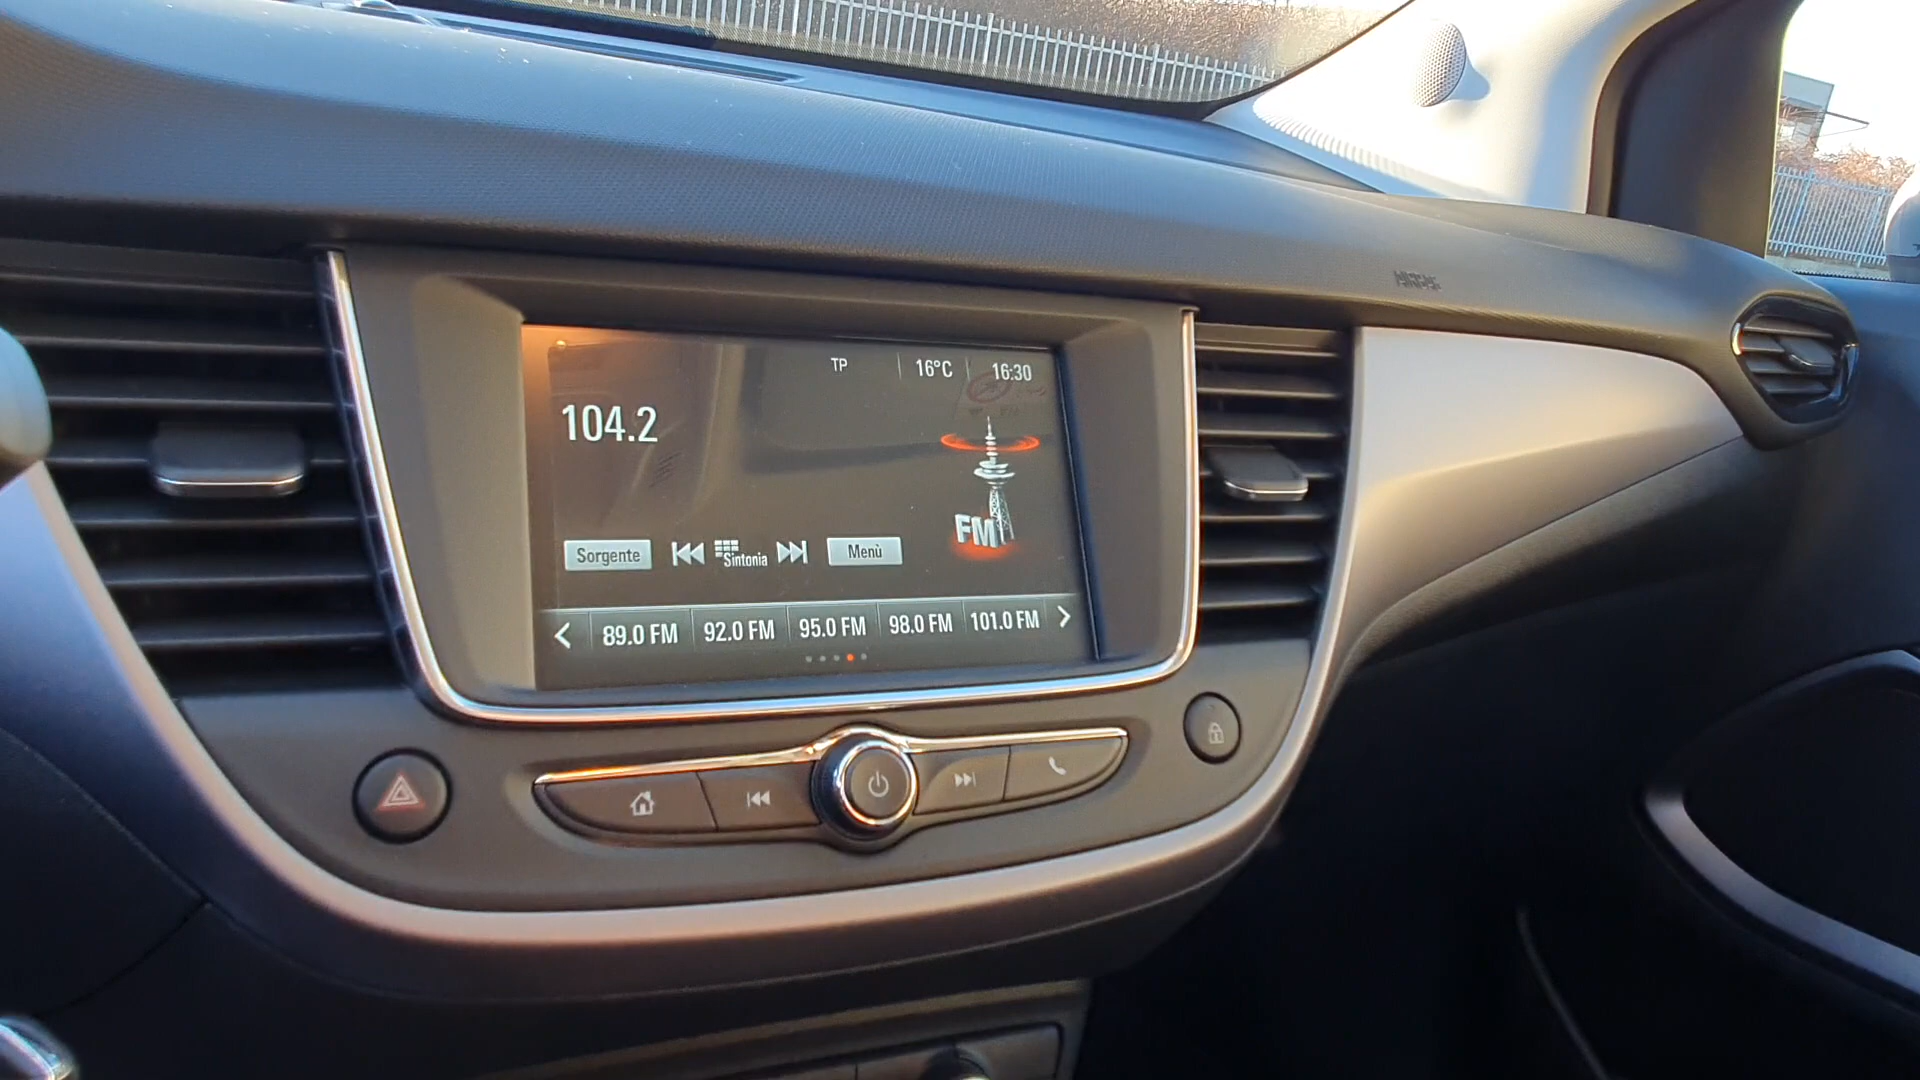 TP 16°C 16:30
104.2
FM
Sorgente Sintonia Menù
89.0 FM 92.0 FM 95.0 FM 98.0 FM 101.0 FM
AIRBAG